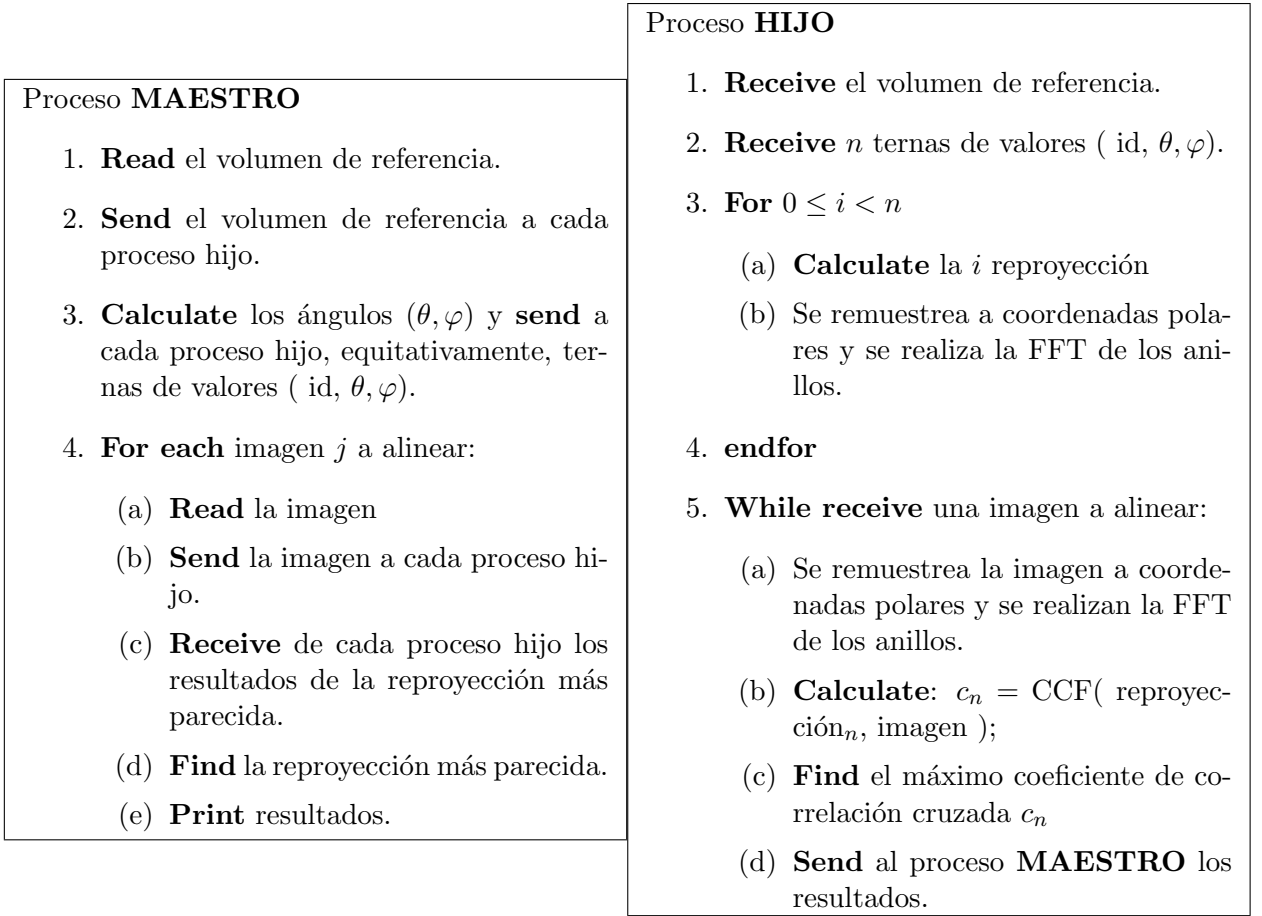 Proceso MAESTRO
1. Read el volumen de referencia.
2. Send el volumen de referencia a cada
proceso hijo.
3. Calculate los ángulos (θ, φ) y send a
cada proceso hijo, equitativamente, ter-
nas de valores ( id, θ, φ).
4. For each imagen j a alinear:
(a) Read la imagen
(b) Send la imagen a cada proceso hi-
jo.
(c) Receive de cada proceso hijo los
resultados de la reproyección más
parecida.
(d) Find la reproyección más parecida.
(e) Print resultados.
Proceso HIJO
1. Receive el volumen de referencia.
2. Receive n ternas de valores ( id, θ, φ).
3. For 0 ≤ i < n
(a) Calculate la i reproyección
(b) Se remuestrea a coordenadas pola-
res y se realiza la FFT de los ani-
llos.
4. endfor
5. While receive una imagen a alinear:
(a) Se remuestrea la imagen a coorde-
nadas polares y se realizan la FFT
de los anillos.
(b) Calculate: cₙ = CCF( reproyec-
ciónₙ, imagen );
(c) Find el máximo coeficiente de co-
rrelación cruzada cₙ
(d) Send al proceso MAESTRO los
resultados.